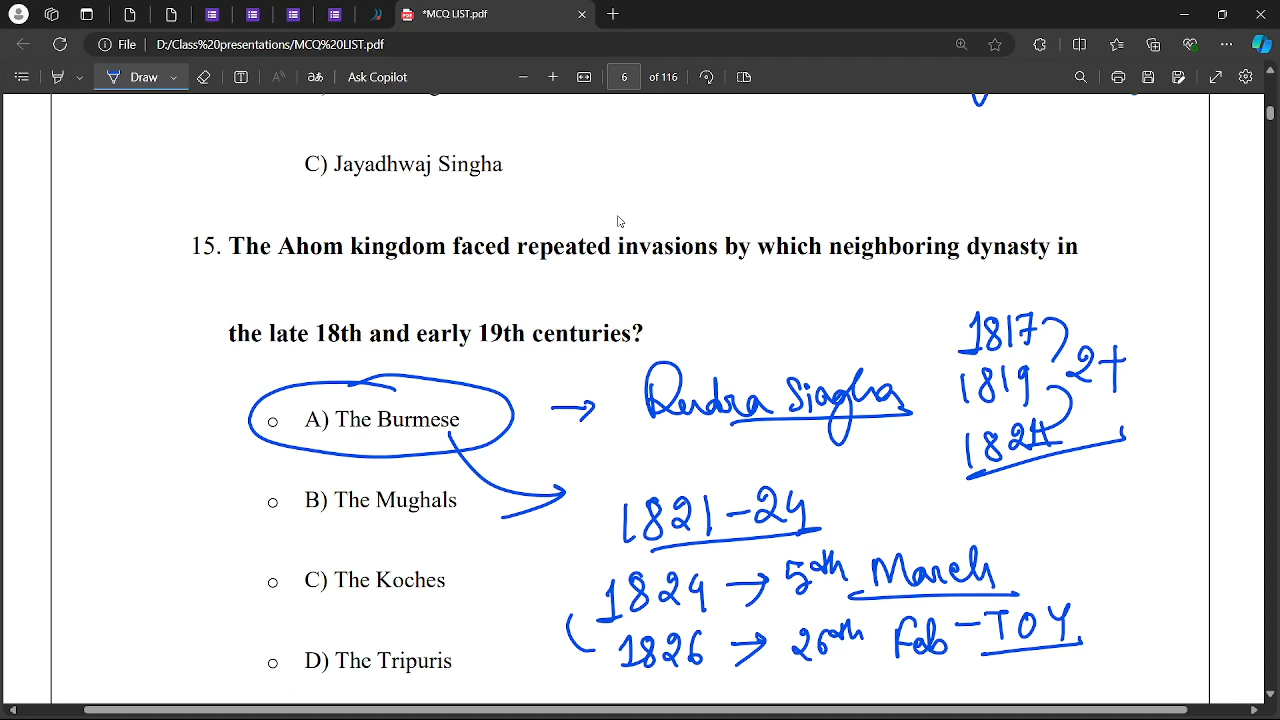 *MCQ LIST.pdf
File D:/Class%20presentations/MCQ%20LIST.pdf
Draw Ask Copilot 6 of 116
C) Jayadhwaj Singha
15. The Ahom kingdom faced repeated invasions by which neighboring dynasty in
the late 18th and early 19th centuries?
1817
1819 2+
1824
A) The Burmese → Rudra Singha
B) The Mughals
1821-24
C) The Koches
1824 → 5th March
D) The Tripuris
1826 → 26th Feb - TOY